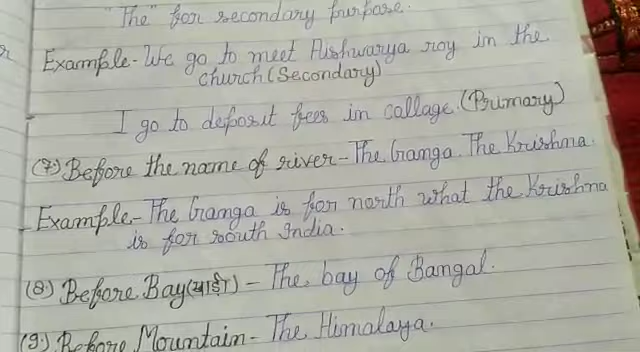 "The" for secondary purpose.
Example - We go to meet Aishwarya roy in the
church (Secondary)
I go to deposit fees in callage. (Primary)
(7) Before the name of river - The Ganga. The Krishna.
Example - The Ganga is for north what the Krishna
is for south India.
(8) Before Bay (खाड़ी) - The, bay of Bangal.
(9.) Before Mountain - The Himalaya.